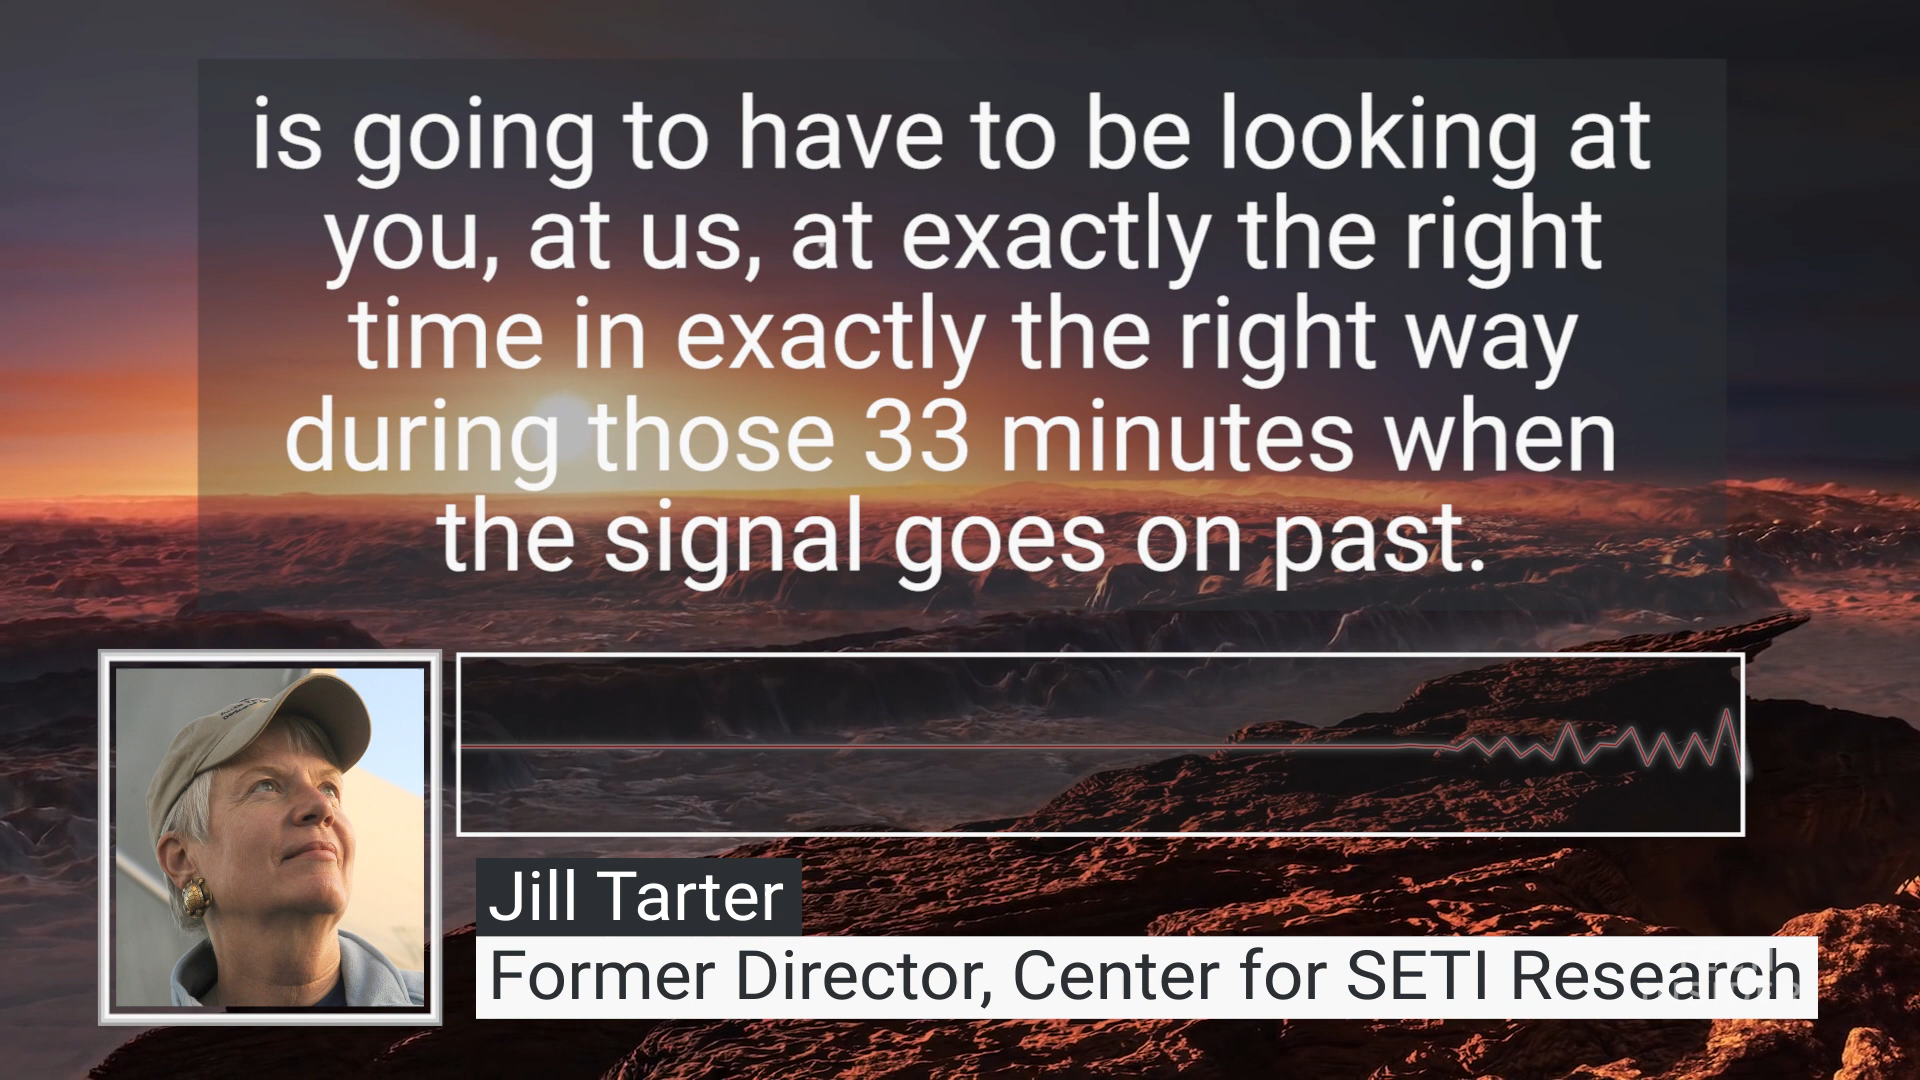 is going to have to be looking at
you, at us, at exactly the right
time in exactly the right way
during those 33 minutes when
the signal goes on past.
Jill Tarter
Former Director, Center for SETI Research